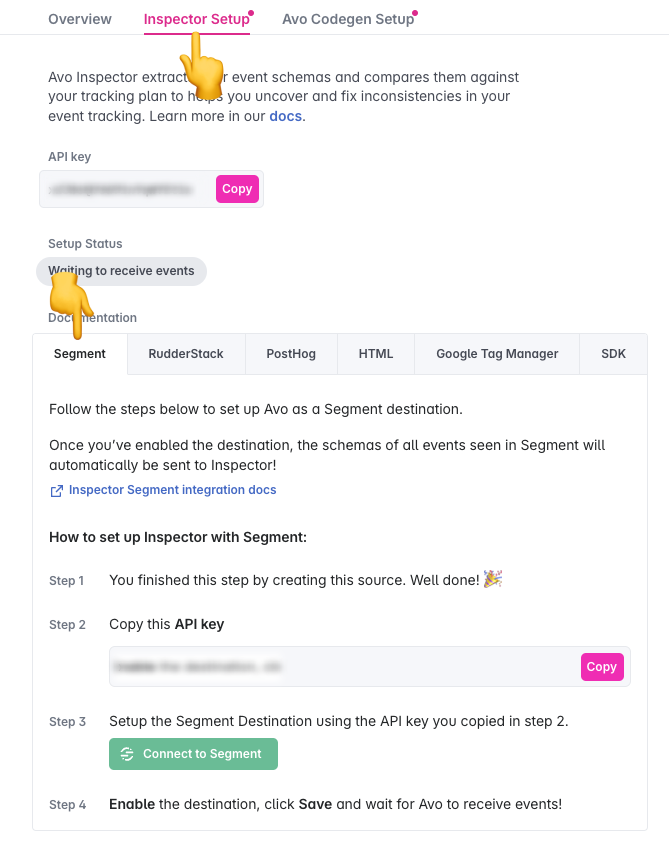 Overview
Inspector Setup
Avo Codegen Setup
Avo Inspector extract event schemas and compares them against
your tracking plan to helps you uncover and fix inconsistencies in your
event tracking. Learn more in our docs.
API key
Copy
Setup Status
Waiting to receive events
Documentation
Segment
RudderStack
PostHog
HTML
Google Tag Manager
SDK
Follow the steps below to set up Avo as a Segment destination.
Once you’ve enabled the destination, the schemas of all events seen in Segment will
automatically be sent to Inspector!
Inspector Segment integration docs
How to set up Inspector with Segment:
Step 1 You finished this step by creating this source. Well done! 🎉
Step 2 Copy this API key
Copy
Step 3 Setup the Segment Destination using the API key you copied in step 2.
Connect to Segment
Step 4 Enable the destination, click Save and wait for Avo to receive events!